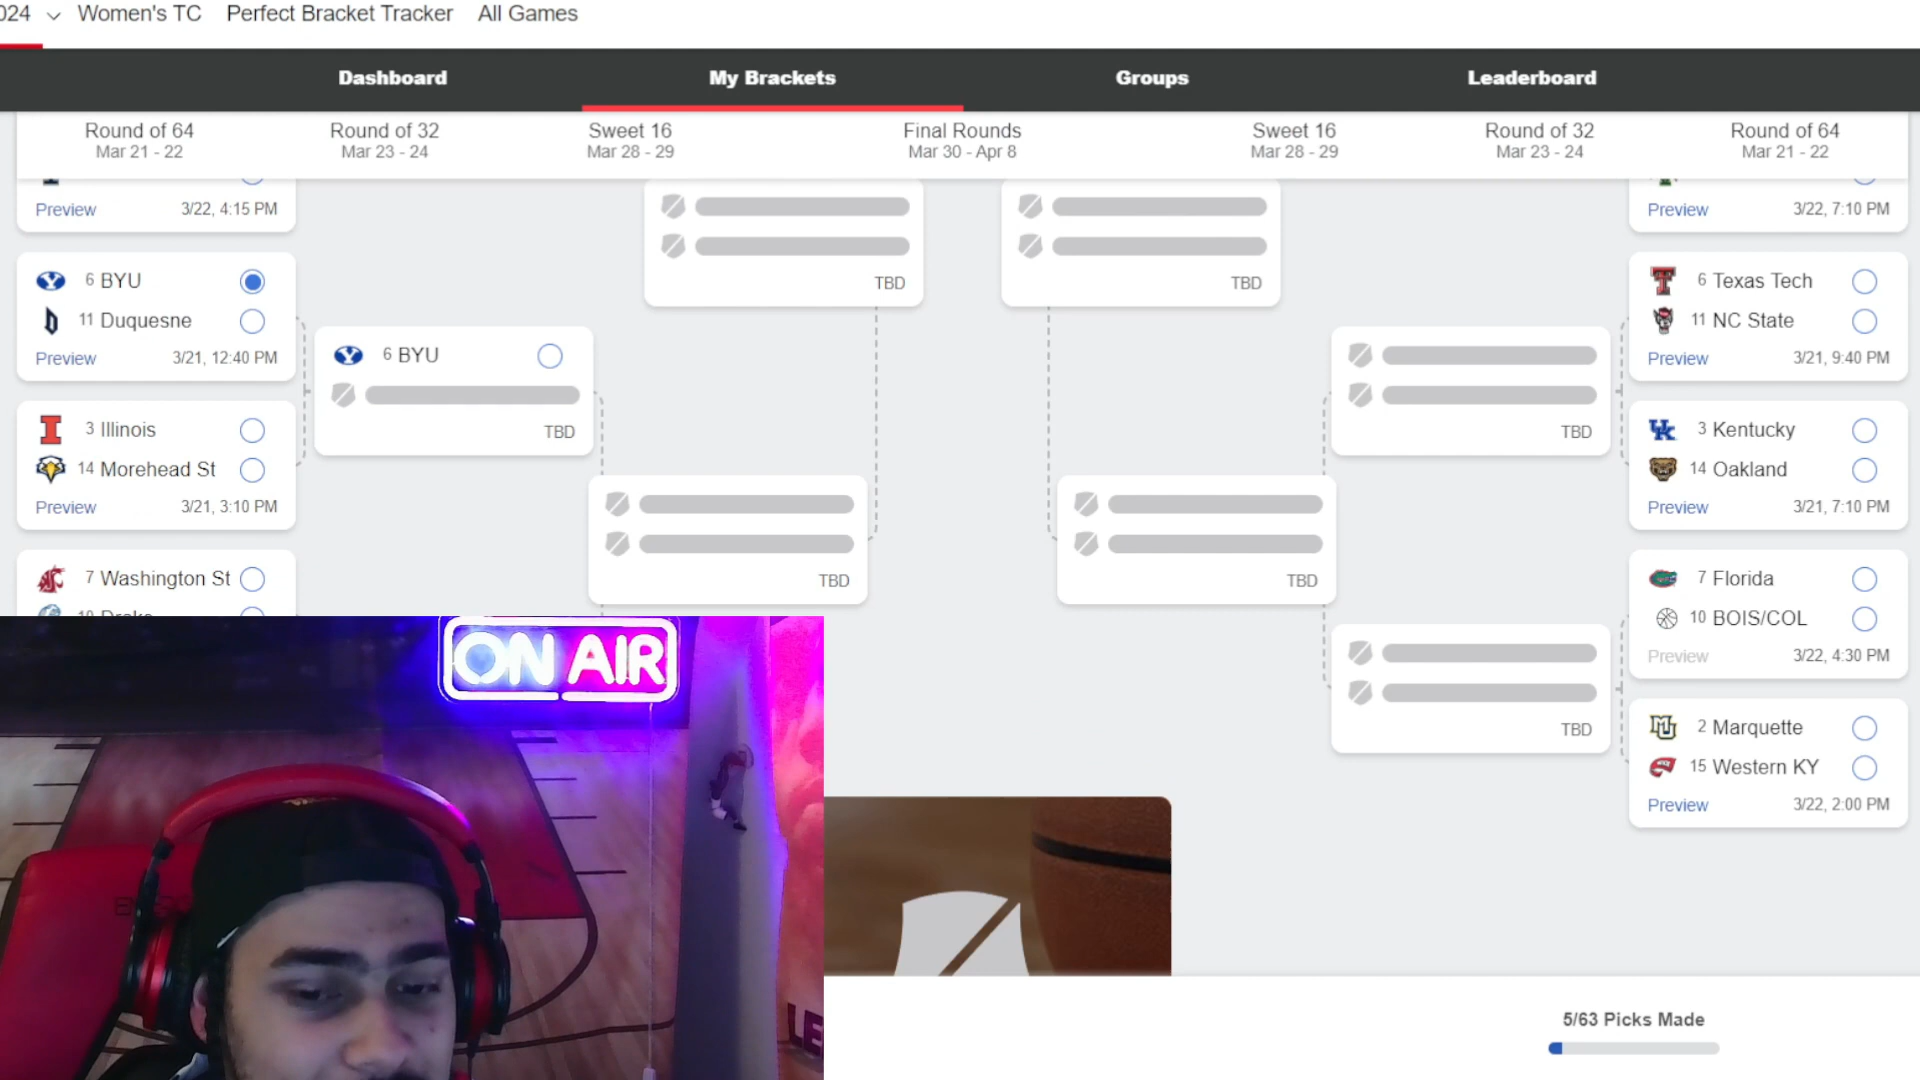 024 Women's TC Perfect Bracket Tracker All Games
Dashboard My Brackets Groups Leaderboard
Round of 64 Round of 32 Sweet 16 Final Rounds Sweet 16 Round of 32 Round of 64
Mar 21 - 22 Mar 23 - 24 Mar 28 - 29 Mar 30 - Apr 8 Mar 28 - 29 Mar 23 - 24 Mar 21 - 22
Preview 3/22, 4:15 PM
6 BYU
11 Duquesne
Preview 3/21, 12:40 PM
3 Illinois
14 Morehead St
Preview 3/21, 3:10 PM
7 Washington St
10 Drake
6 BYU
TBD
TBD
TBD
TBD
TBD
TBD
TBD
Preview 3/22, 7:10 PM
6 Texas Tech
11 NC State
Preview 3/21, 9:40 PM
3 Kentucky
14 Oakland
Preview 3/21, 7:10 PM
7 Florida
10 BOIS/COL
Preview 3/22, 4:30 PM
2 Marquette
15 Western KY
Preview 3/22, 2:00 PM
ON AIR
LE
5/63 Picks Made